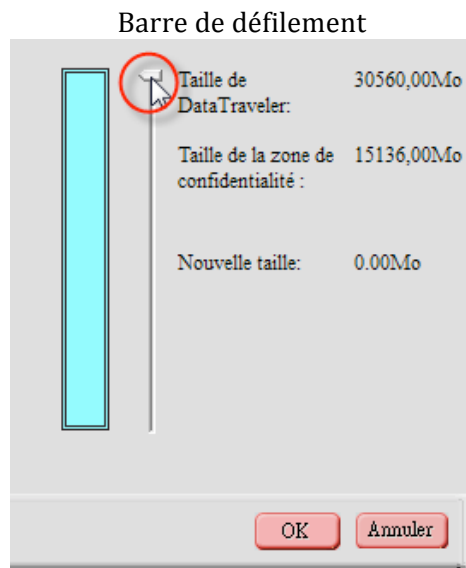 Barre de défilement
Taille de 30560,00Mo
DataTraveler:
Taille de la zone de 15136,00Mo
confidentialité :
Nouvelle taille: 0.00Mo
OK Annuler